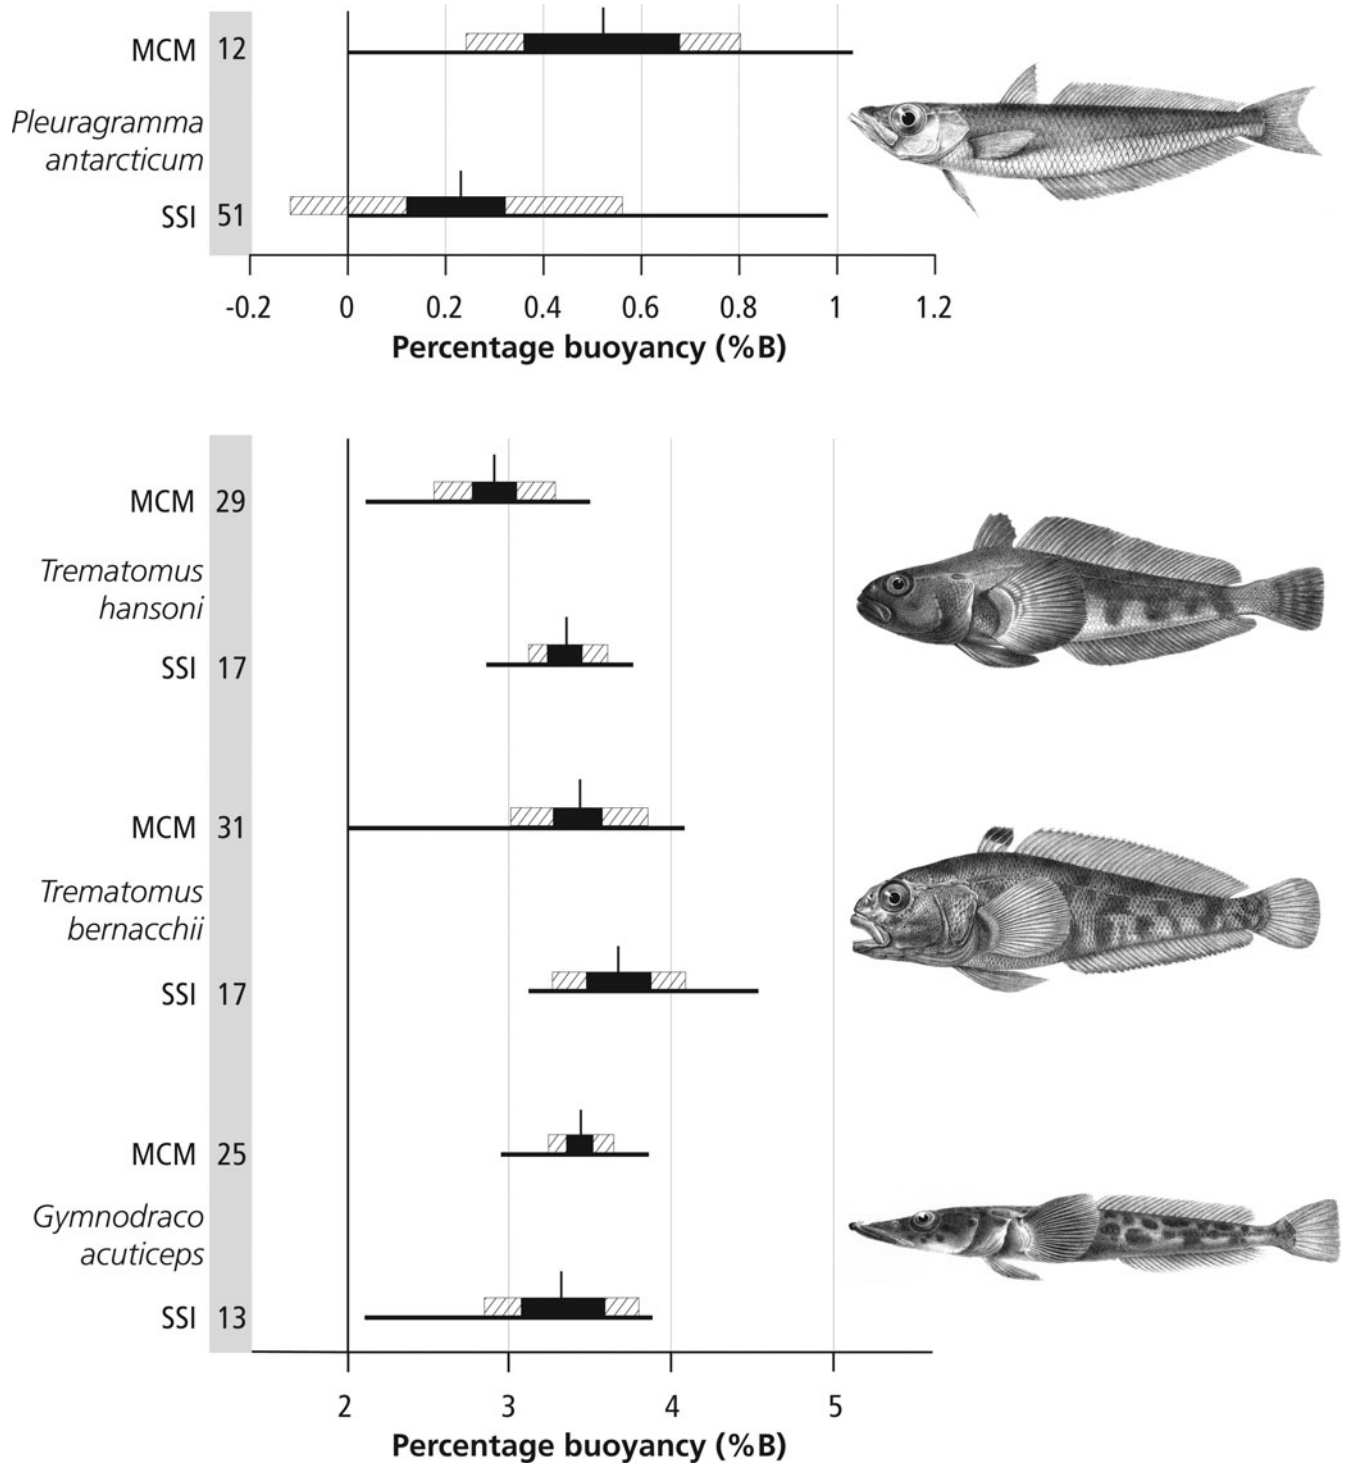 MCM 12
Pleuragramma
antarcticum
SSI 51
-0.2 0 0.2 0.4 0.6 0.8 1 1.2
Percentage buoyancy (%B)
MCM 29
Trematomus
hansoni
SSI 17
MCM 31
Trematomus
bernacchii
SSI 17
MCM 25
Gymnodraco
acuticeps
SSI 13
2 3 4 5
Percentage buoyancy (%B)